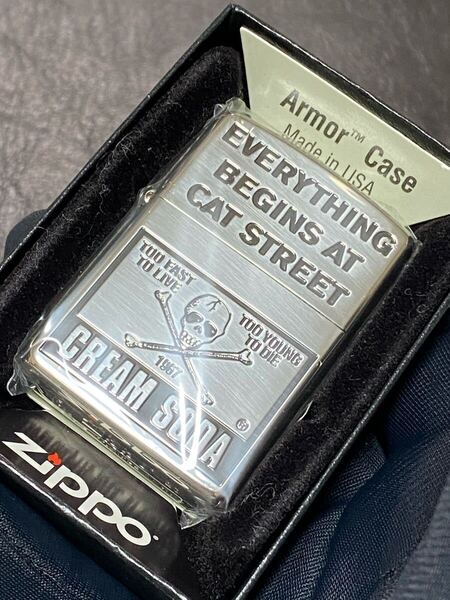 Armor™ Case
Made in USA
EVERYTHING
BEGINS AT
CAT STREET
TOO FAST
TO LIVE
TOO YOUNG
TO DIE
CREAM SODA
zippo